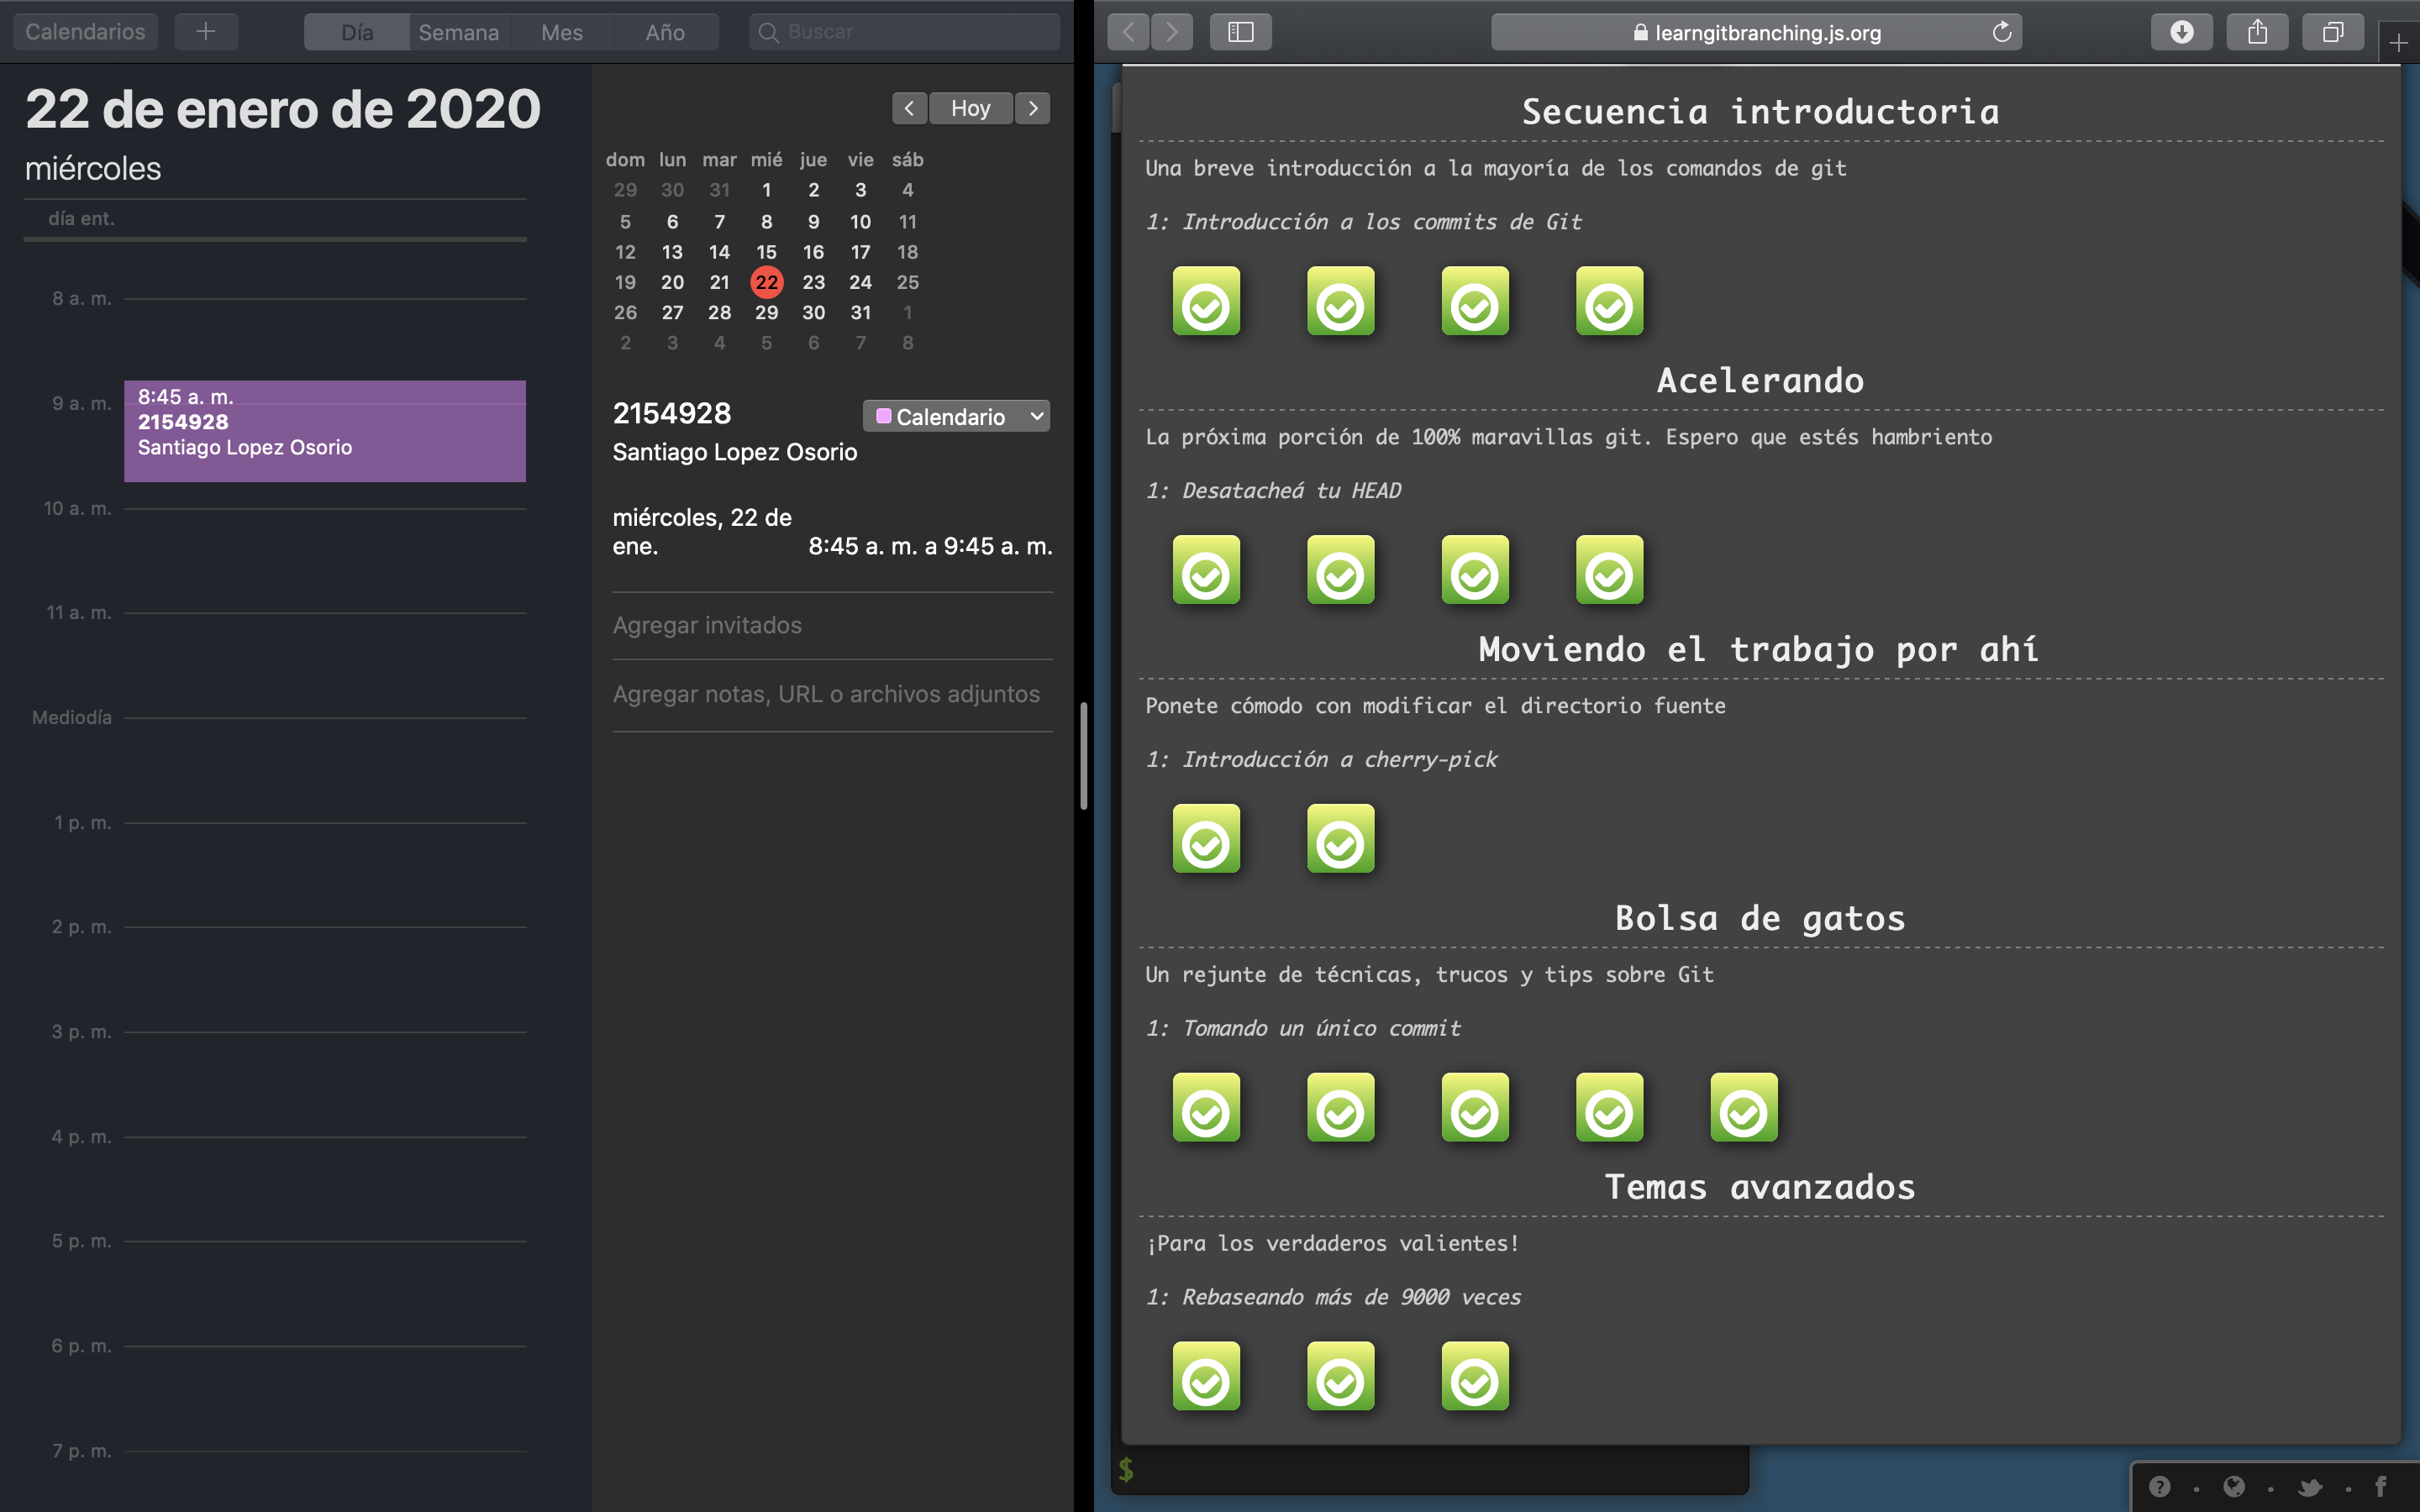 Calendarios
Día
Semana
Mes
Año
Buscar
22 de enero de 2020
miércoles
día ent.
8 a. m.
9 a. m.
8:45 a. m.
2154928
Santiago Lopez Osorio
10 a. m.
11 a. m.
Mediodía
1 p. m.
2 p. m.
3 p. m.
4 p. m.
5 p. m.
6 p. m.
7 p. m.
Hoy
dom lun mar mié jue vie sáb
29 30 31 1 2 3 4
5 6 7 8 9 10 11
12 13 14 15 16 17 18
19 20 21 22 23 24 25
26 27 28 29 30 31 1
2 3 4 5 6 7 8
2154928
Calendario
Santiago Lopez Osorio
miércoles, 22 de
ene.
8:45 a. m. a 9:45 a. m.
Agregar invitados
Agregar notas, URL o archivos adjuntos
learngitbranching.js.org
Secuencia introductoria
Una breve introducción a la mayoría de los comandos de git
1: Introducción a los commits de Git
Acelerando
La próxima porción de 100% maravillas git. Espero que estés hambriento
1: Desatacheá tu HEAD
Moviendo el trabajo por ahí
Ponete cómodo con modificar el directorio fuente
1: Introducción a cherry-pick
Bolsa de gatos
Un rejunte de técnicas, trucos y tips sobre Git
1: Tomando un único commit
Temas avanzados
¡Para los verdaderos valientes!
1: Rebaseando más de 9000 veces
$